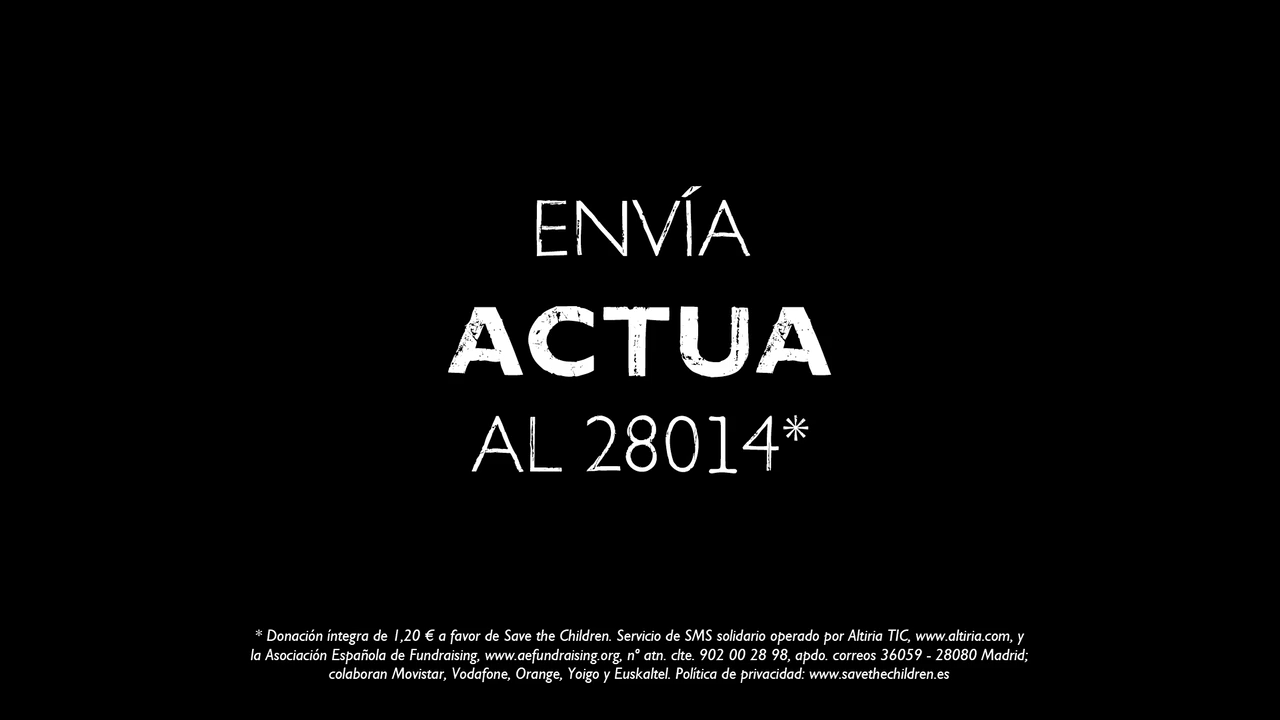 ENVÍA
ACTUA
AL 28014*
* Donación íntegra de 1,20 € a favor de Save the Children. Servicio de SMS solidario operado por Altiria TIC, www.altiria.com, y
la Asociación Española de Fundraising, www.aefundraising.org, nº atn. clte. 902 00 28 98, apdo. correos 36059 - 28080 Madrid;
colaboran Movistar, Vodafone, Orange, Yoigo y Euskaltel. Política de privacidad: www.savethechildren.es